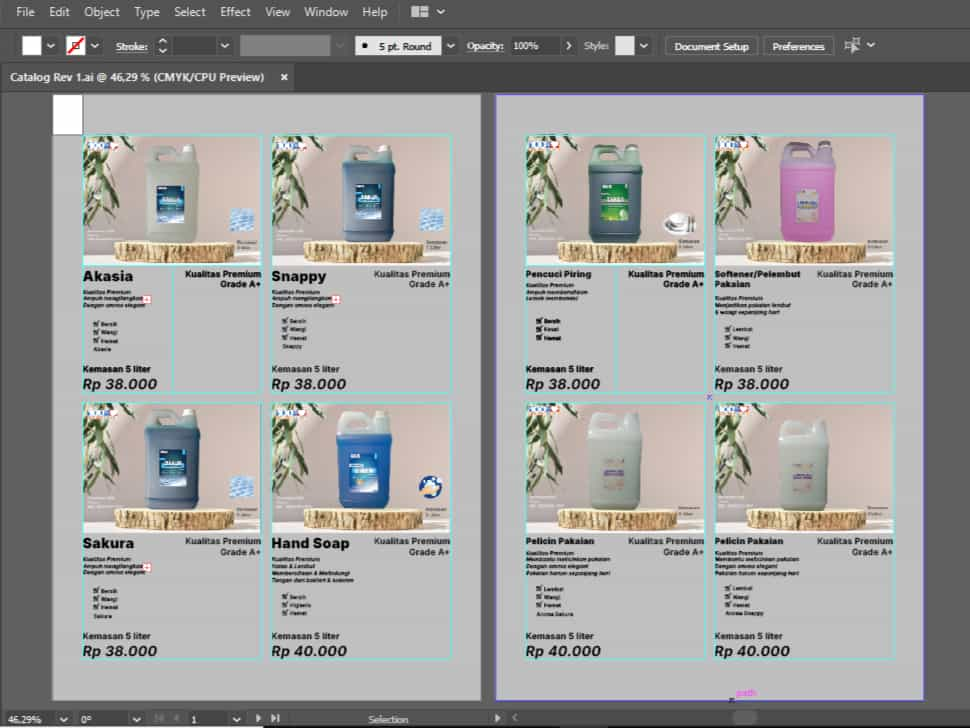 File Edit Object Type Select Effect View Window Help
Stroke: 5 pt. Round Opacity: 100% Style: Document Setup Preferences
Catalog Rev 1.ai @ 46,29 % (CMYK/CPU Preview) ×
Akasia
Kualitas Premium
Grade A+
Kualitas Premium
Ampuh menghilangkan
Dengan aroma elegant
Bersih
Wangi
Hemat
Akasia
Kemasan 5 liter
Rp 38.000
Snappy
Kualitas Premium
Grade A+
Kualitas Premium
Ampuh menghilangkan
Dengan aroma elegant
Bersih
Wangi
Hemat
Snappy
Kemasan 5 liter
Rp 38.000
Sakura
Kualitas Premium
Grade A+
Kualitas Premium
Ampuh menghilangkan
Dengan aroma elegant
Bersih
Wangi
Hemat
Sakura
Kemasan 5 liter
Rp 38.000
Hand Soap
Kualitas Premium
Grade A+
Kualitas Premium
Halus & Lembut
Membersihkan & Melindungi
Tangan dari bakteri & kuman
Bersih
Higienis
Hemat
Kemasan 5 liter
Rp 40.000
Pencuci Piring
Kualitas Premium
Grade A+
Kualitas Premium
Ampuh membersihkan
Lemak membandel
Bersih
Kesat
Hemat
Kemasan 5 liter
Rp 38.000
Softener/Pelembut
Pakaian
Kualitas Premium
Grade A+
Kualitas Premium
Menjadikan pakaian lembut
& wangi sepanjang hari
Lembut
Wangi
Hemat
Kemasan 5 liter
Rp 38.000
Pelicin Pakaian
Kualitas Premium
Grade A+
Kualitas Premium
Membantu melicinkan pakaian
Dengan aroma elegant
Pakaian harum sepanjang hari
Lembut
Wangi
Hemat
Aroma Sakura
Kemasan 5 liter
Rp 40.000
Pelicin Pakaian
Kualitas Premium
Grade A+
Kualitas Premium
Membantu melicinkan pakaian
Dengan aroma elegant
Pakaian harum sepanjang hari
Lembut
Wangi
Hemat
Aroma Snappy
Kemasan 5 liter
Rp 40.000
path
46.29% 0° 1 Selection